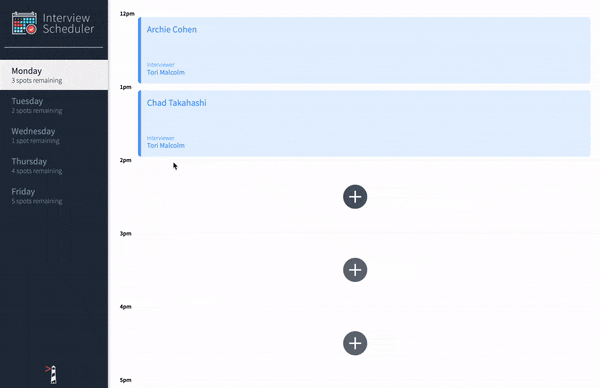 Interview
Scheduler
Monday
3 spots remaining
Tuesday
2 spots remaining
Wednesday
1 spot remaining
Thursday
4 spots remaining
Friday
5 spots remaining
12pm
Archie Cohen
Interviewer
Tori Malcolm
1pm
Chad Takahashi
Interviewer
Tori Malcolm
2pm
3pm
4pm
5pm